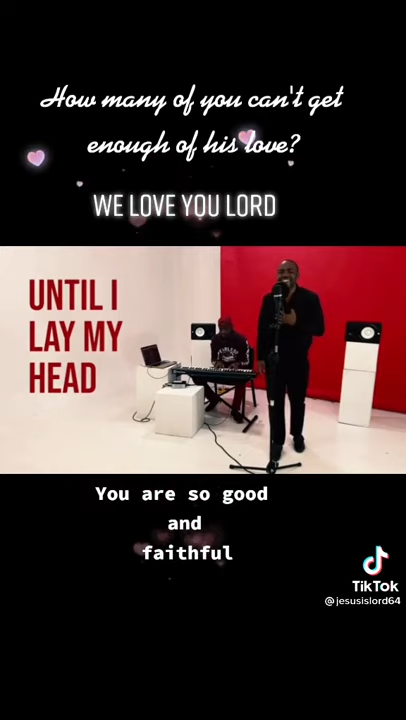 How many of you can't get
enough of his love?
WE LOVE YOU LORD
UNTIL I
LAY MY
HEAD
You are so good
and
faithful
TikTok
@jesusislord64